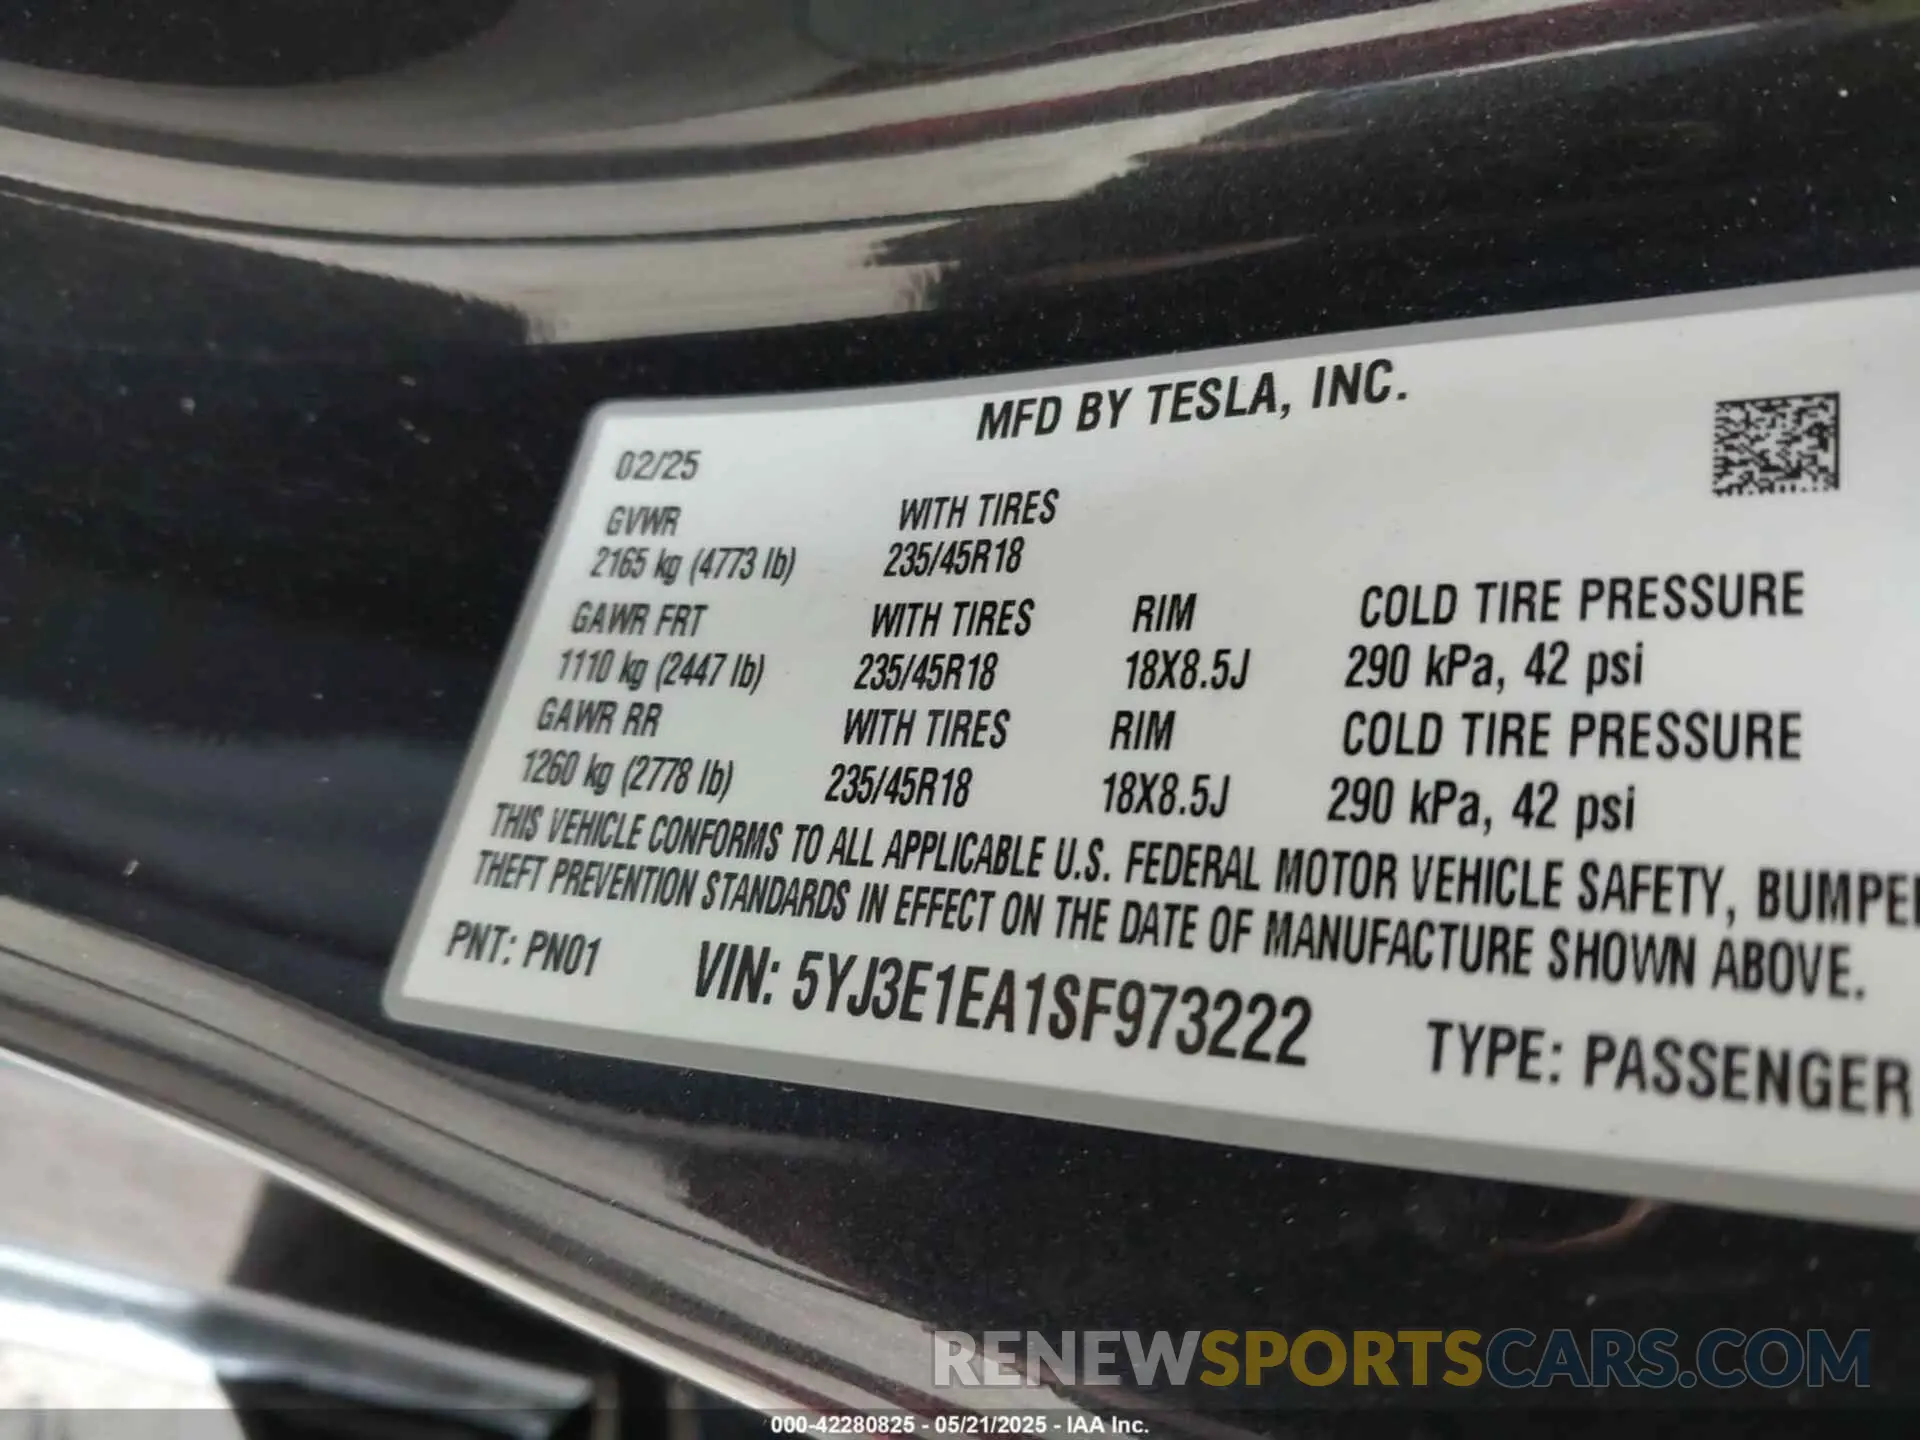 MFD BY TESLA, INC.
02/25
GVWR WITH TIRES
2165 kg (4773 lb) 235/45R18
GAWR FRT WITH TIRES RIM COLD TIRE PRESSURE
1110 kg (2447 lb) 235/45R18 18X8.5J 290 kPa, 42 psi
GAWR RR WITH TIRES RIM COLD TIRE PRESSURE
1260 kg (2778 lb) 235/45R18 18X8.5J 290 kPa, 42 psi
THIS VEHICLE CONFORMS TO ALL APPLICABLE U.S. FEDERAL MOTOR VEHICLE SAFETY, BUMPE
THEFT PREVENTION STANDARDS IN EFFECT ON THE DATE OF MANUFACTURE SHOWN ABOVE.
PNT: PN01 VIN: 5YJ3E1EA1SF973222 TYPE: PASSENGER
RENEWSPORTSCARS.COM
000-42280825 - 05/21/2025 - IAA Inc.